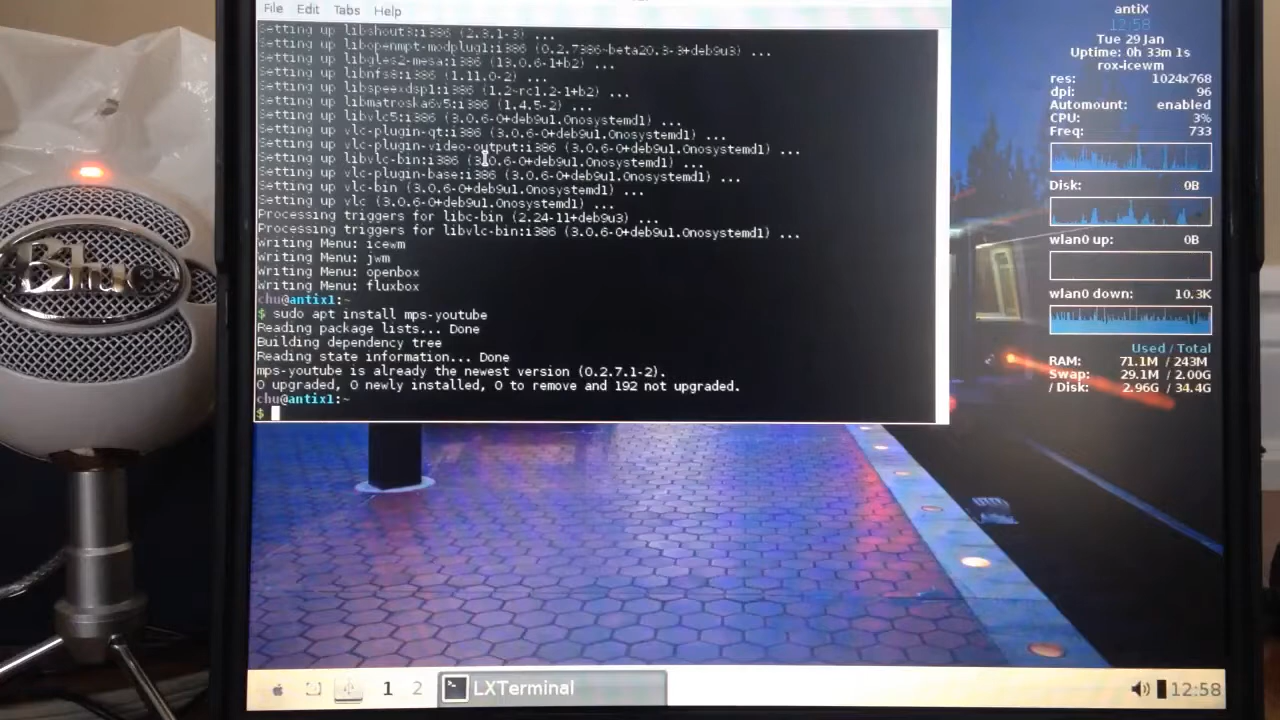 File Edit Tabs Help
Setting up libshout3:i386 (2.3.1-3) ...
Setting up libopenmpt-modplug1:i386 (0.2.7386~beta20.3-3+deb9u3) ...
Setting up libgles2-mesa:i386 (13.0.6-1+b2) ...
Setting up libnfs8:i386 (1.11.0-2) ...
Setting up libspeexdsp1:i386 (1.2~rc1.2-1+b2) ...
Setting up libmatroska6v5:i386 (1.4.5-2) ...
Setting up libvlc5:i386 (3.0.6-0+deb9u1.0nosystemd1) ...
Setting up vlc-plugin-qt:i386 (3.0.6-0+deb9u1.0nosystemd1) ...
Setting up vlc-plugin-video-output:i386 (3.0.6-0+deb9u1.0nosystemd1) ...
Setting up libvlc-bin:i386 (3.0.6-0+deb9u1.0nosystemd1) ...
Setting up vlc-plugin-base:i386 (3.0.6-0+deb9u1.0nosystemd1) ...
Setting up vlc-bin (3.0.6-0+deb9u1.0nosystemd1) ...
Setting up vlc (3.0.6-0+deb9u1.0nosystemd1) ...
Processing triggers for libc-bin (2.24-11+deb9u3) ...
Processing triggers for libvlc-bin:i386 (3.0.6-0+deb9u1.0nosystemd1) ...
Writing Menu: icewm
Writing Menu: jwm
Writing Menu: openbox
Writing Menu: fluxbox
chu@antix1:~
$ sudo apt install mps-youtube
Reading package lists... Done
Building dependency tree
Reading state information... Done
mps-youtube is already the newest version (0.2.7.1-2).
0 upgraded, 0 newly installed, 0 to remove and 192 not upgraded.
chu@antix1:~
$
antiX
12:58
Tue 29 Jan
Uptime: 0h 33m 1s
rox-icewm
res: 1024x768
dpi: 96
Automount: enabled
CPU: 3%
Freq: 733
Disk: 0B
wlan0 up: 0B
wlan0 down: 10.3K
Used / Total
RAM: 71.1M / 243M
Swap: 29.1M / 2.00G
/ Disk: 2.96G / 34.4G
Blue
1 2 LXTerminal 12:58